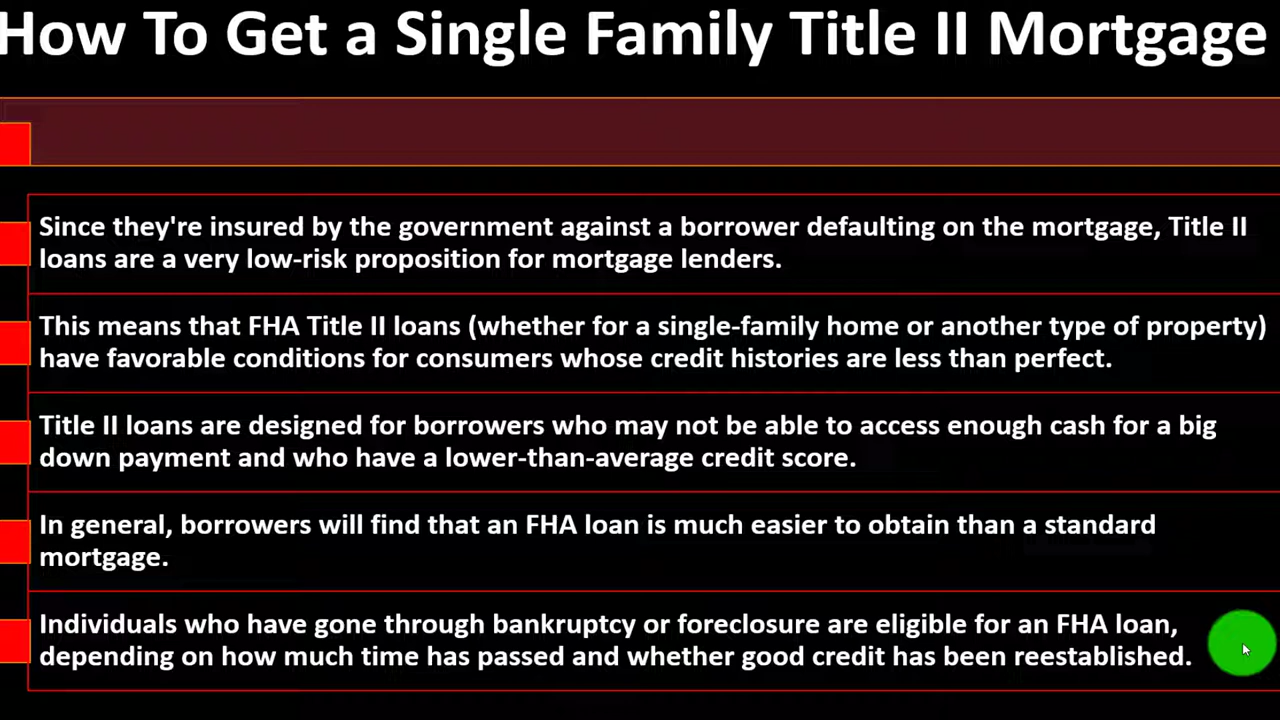 How To Get a Single Family Title II Mortgage
Since they're insured by the government against a borrower defaulting on the mortgage, Title II
loans are a very low-risk proposition for mortgage lenders.
This means that FHA Title II loans (whether for a single-family home or another type of property)
have favorable conditions for consumers whose credit histories are less than perfect.
Title II loans are designed for borrowers who may not be able to access enough cash for a big
down payment and who have a lower-than-average credit score.
In general, borrowers will find that an FHA loan is much easier to obtain than a standard
mortgage.
Individuals who have gone through bankruptcy or foreclosure are eligible for an FHA loan,
depending on how much time has passed and whether good credit has been reestablished.